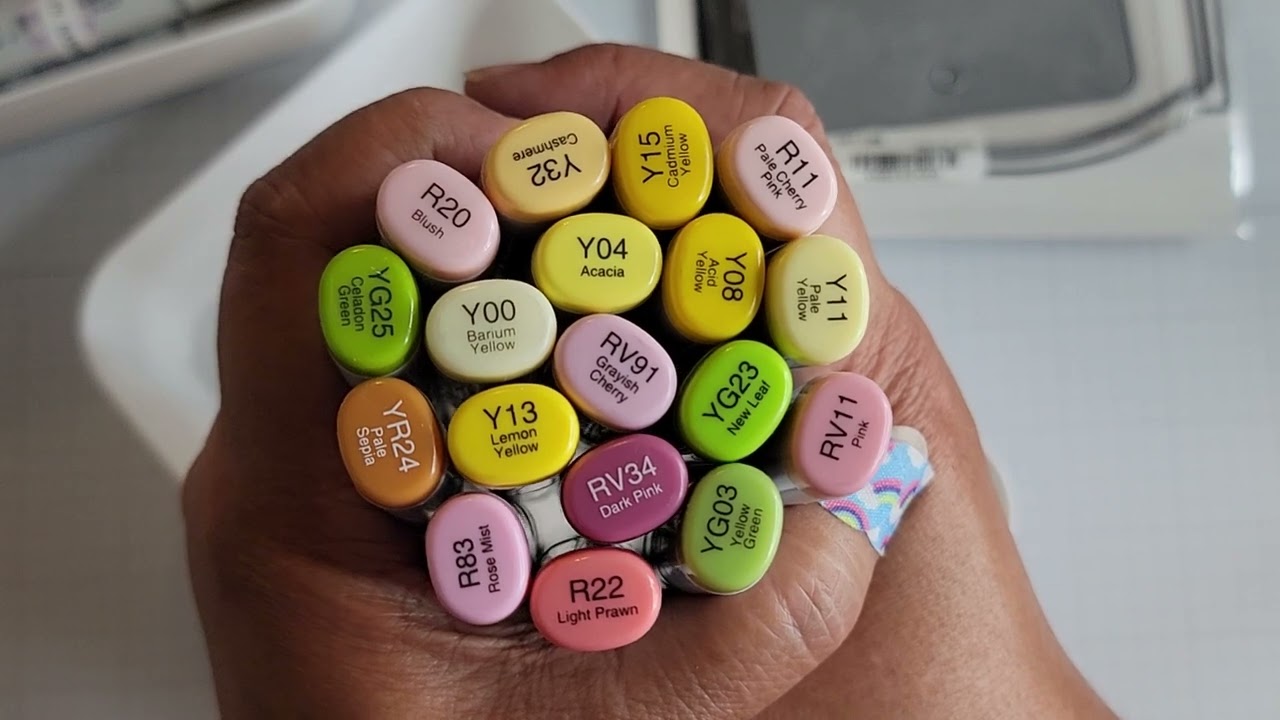 Y32
Cashmere
Y15
Cadmium
Yellow
R11
Pale Cherry
Pink
R20
Blush
Y04
Acacia
Y08
Acid
Yellow
Y11
Pale
Yellow
YG25
Celadon
Green
Y00
Barium
Yellow
RV91
Grayish
Cherry
YG23
New Leaf
RV11
Pink
YR24
Pale
Sepia
Y13
Lemon
Yellow
RV34
Dark Pink
YG03
Yellow
Green
R83
Rose Mist
R22
Light Prawn